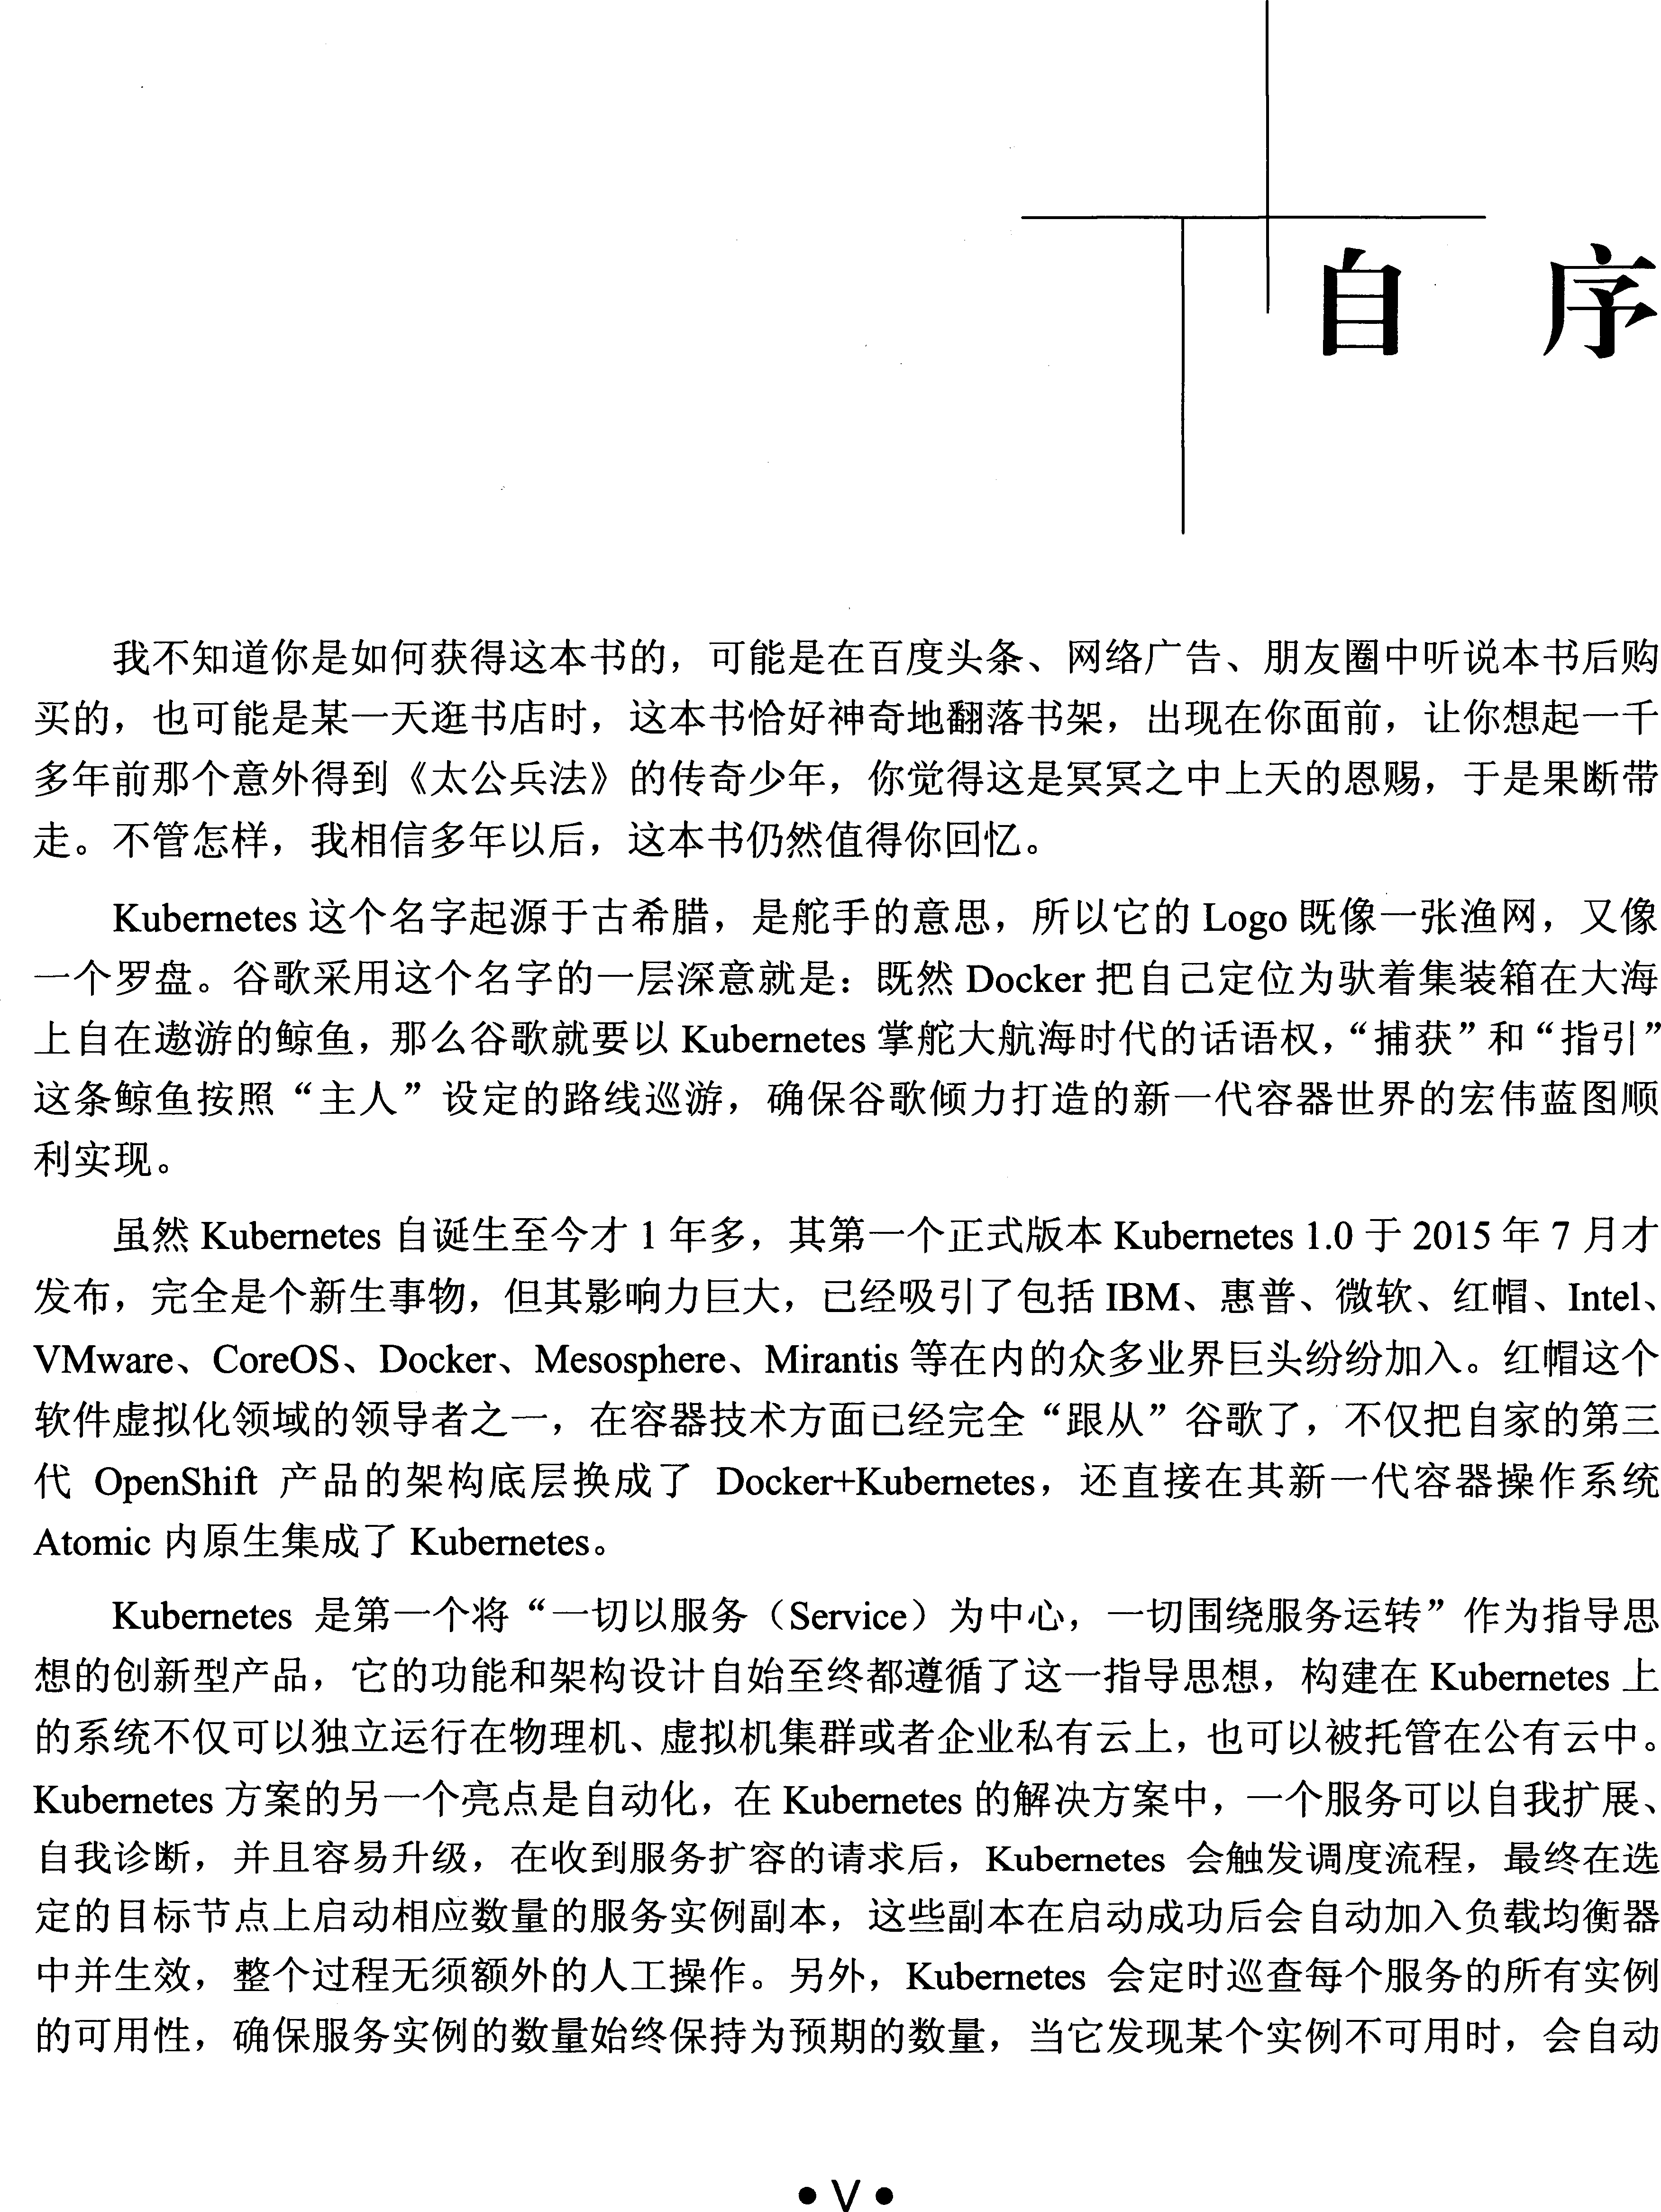 自 序
我不知道你是如何获得这本书的，可能是在百度头条、网络广告、朋友圈中听说本书后购
买的，也可能是某一天逛书店时，这本书恰好神奇地翻落书架，出现在你面前，让你想起一千
多年前那个意外得到《太公兵法》的传奇少年，你觉得这是冥冥之中上天的恩赐，于是果断带
走。不管怎样，我相信多年以后，这本书仍然值得你回忆。
Kubernetes 这个名字起源于古希腊，是舵手的意思，所以它的 Logo 既像一张渔网，又像
一个罗盘。谷歌采用这个名字的一层深意就是：既然 Docker 把自己定位为驮着集装箱在大海
上自在遨游的鲸鱼，那么谷歌就要以 Kubernetes 掌舵大航海时代的话语权，“捕获”和“指引”
这条鲸鱼按照“主人”设定的路线巡游，确保谷歌倾力打造的新一代容器世界的宏伟蓝图顺
利实现。
虽然 Kubernetes 自诞生至今才 1 年多，其第一个正式版本 Kubernetes 1.0 于 2015 年 7 月才
发布，完全是个新生事物，但其影响力巨大，已经吸引了包括 IBM、惠普、微软、红帽、Intel、
VMware、CoreOS、Docker、Mesosphere、Mirantis 等在内的众多业界巨头纷纷加入。红帽这个
软件虚拟化领域的领导者之一，在容器技术方面已经完全“跟从”谷歌了，不仅把自家的第三
代 OpenShift 产品的架构底层换成了 Docker+Kubernetes，还直接在其新一代容器操作系统
Atomic 内原生集成了 Kubernetes。
Kubernetes 是第一个将“一切以服务（Service）为中心，一切围绕服务运转”作为指导思
想的创新型产品，它的功能和架构设计自始至终都遵循了这一指导思想，构建在 Kubernetes 上
的系统不仅可以独立运行在物理机、虚拟机集群或者企业私有云上，也可以被托管在公有云中。
Kubernetes 方案的另一个亮点是自动化，在 Kubernetes 的解决方案中，一个服务可以自我扩展、
自我诊断，并且容易升级，在收到服务扩容的请求后，Kubernetes 会触发调度流程，最终在选
定的目标节点上启动相应数量的服务实例副本，这些副本在启动成功后会自动加入负载均衡器
中并生效，整个过程无须额外的人工操作。另外，Kubernetes 会定时巡查每个服务的所有实例
的可用性，确保服务实例的数量始终保持为预期的数量，当它发现某个实例不可用时，会自动
• V •